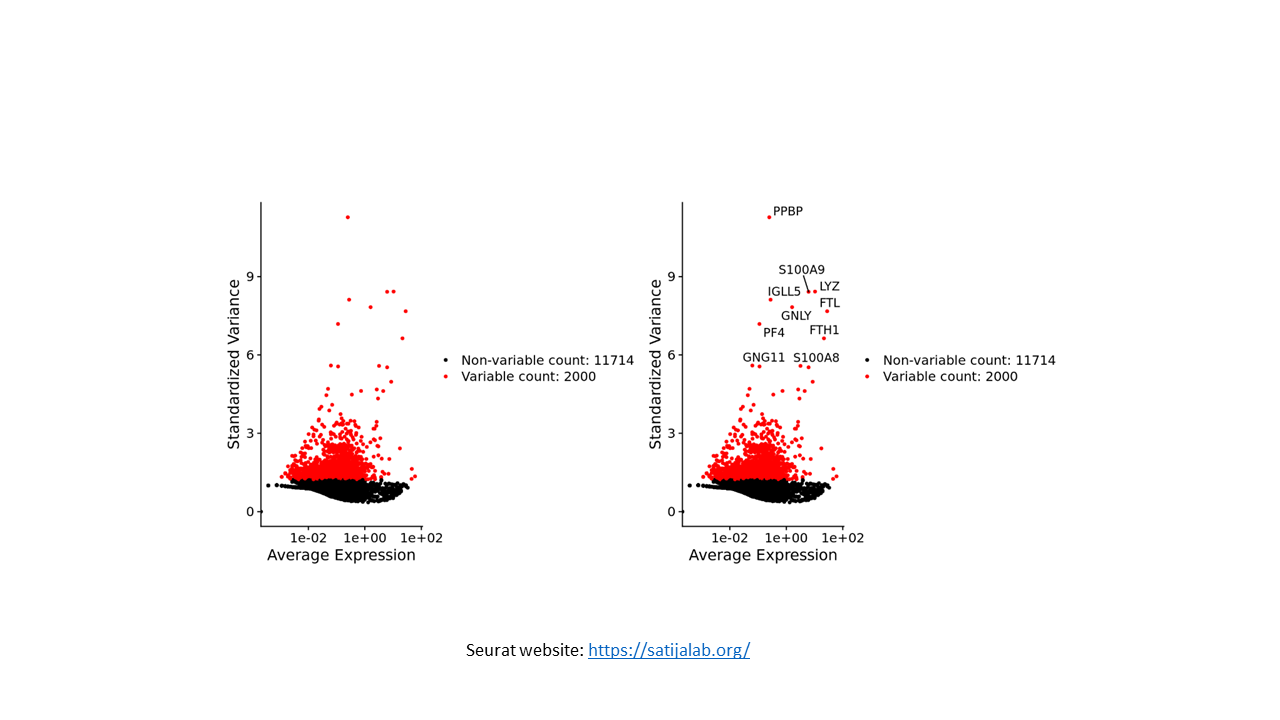 Standardized Variance
9
6
3
0
1e-02 1e+00 1e+02
Average Expression
Non-variable count: 11714
Variable count: 2000
Standardized Variance
9
6
3
0
PPBP
S100A9
IGLL5
LYZ
FTL
GNLY
PF4
FTH1
GNG11
S100A8
1e-02 1e+00 1e+02
Average Expression
Non-variable count: 11714
Variable count: 2000
Seurat website: https://satijalab.org/